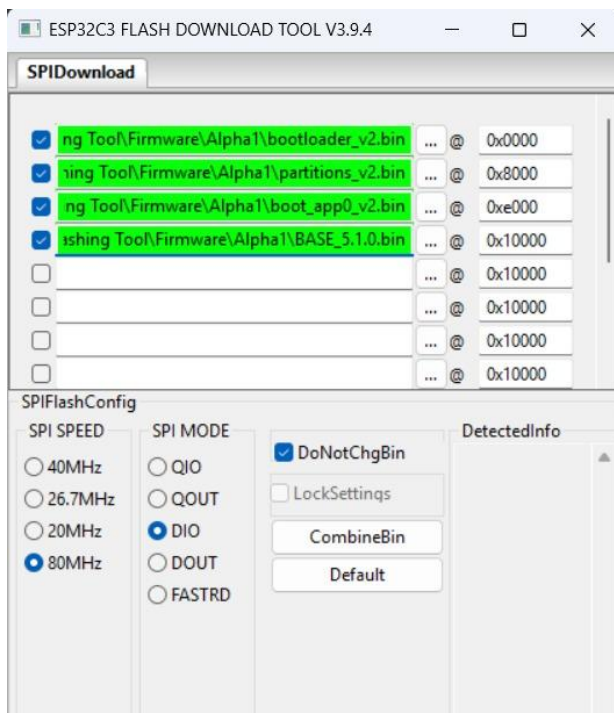 ESP32C3 FLASH DOWNLOAD TOOL V3.9.4
SPIDownload
ng Tool\Firmware\Alpha1\bootloader_v2.bin ... @ 0x0000
ning Tool\Firmware\Alpha1\partitions_v2.bin ... @ 0x8000
ng Tool\Firmware\Alpha1\boot_app0_v2.bin ... @ 0xe000
ashing Tool\Firmware\Alpha1\BASE_5.1.0.bin ... @ 0x10000
... @ 0x10000
... @ 0x10000
... @ 0x10000
... @ 0x10000
SPIFlashConfig
SPI SPEED
40MHz
26.7MHz
20MHz
80MHz
SPI MODE
QIO
QOUT
DIO
DOUT
FASTRD
DoNotChgBin
LockSettings
CombineBin
Default
DetectedInfo